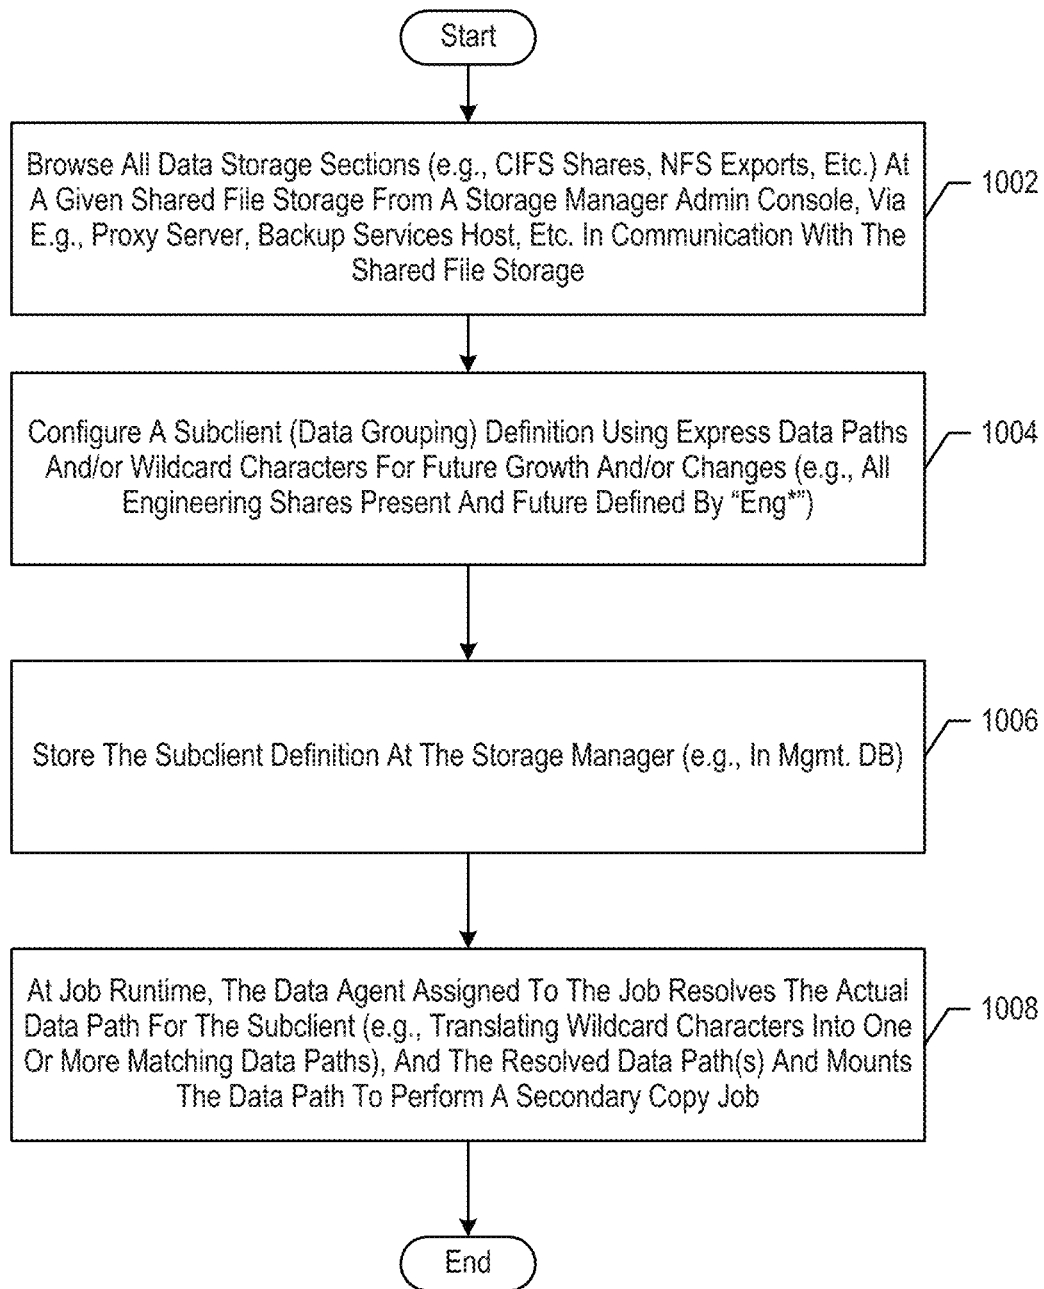 Start
Browse All Data Storage Sections (e.g., CIFS Shares, NFS Exports, Etc.) At
A Given Shared File Storage From A Storage Manager Admin Console, Via
E.g., Proxy Server, Backup Services Host, Etc. In Communication With The
Shared File Storage
1002
Configure A Subclient (Data Grouping) Definition Using Express Data Paths
And/or Wildcard Characters For Future Growth And/or Changes (e.g., All
Engineering Shares Present And Future Defined By “Eng*”)
1004
Store The Subclient Definition At The Storage Manager (e.g., In Mgmt. DB)
1006
At Job Runtime, The Data Agent Assigned To The Job Resolves The Actual
Data Path For The Subclient (e.g., Translating Wildcard Characters Into One
Or More Matching Data Paths), And The Resolved Data Path(s) And Mounts
The Data Path To Perform A Secondary Copy Job
1008
End